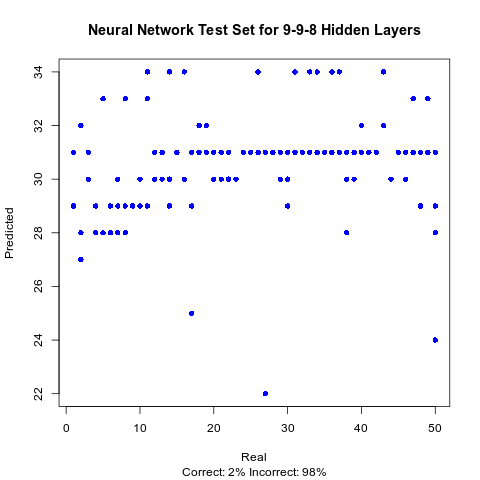 Neural Network Test Set for 9-9-8 Hidden Layers
34
32
30
28
26
24
22
Predicted
0 10 20 30 40 50
Real
Correct: 2% Incorrect: 98%